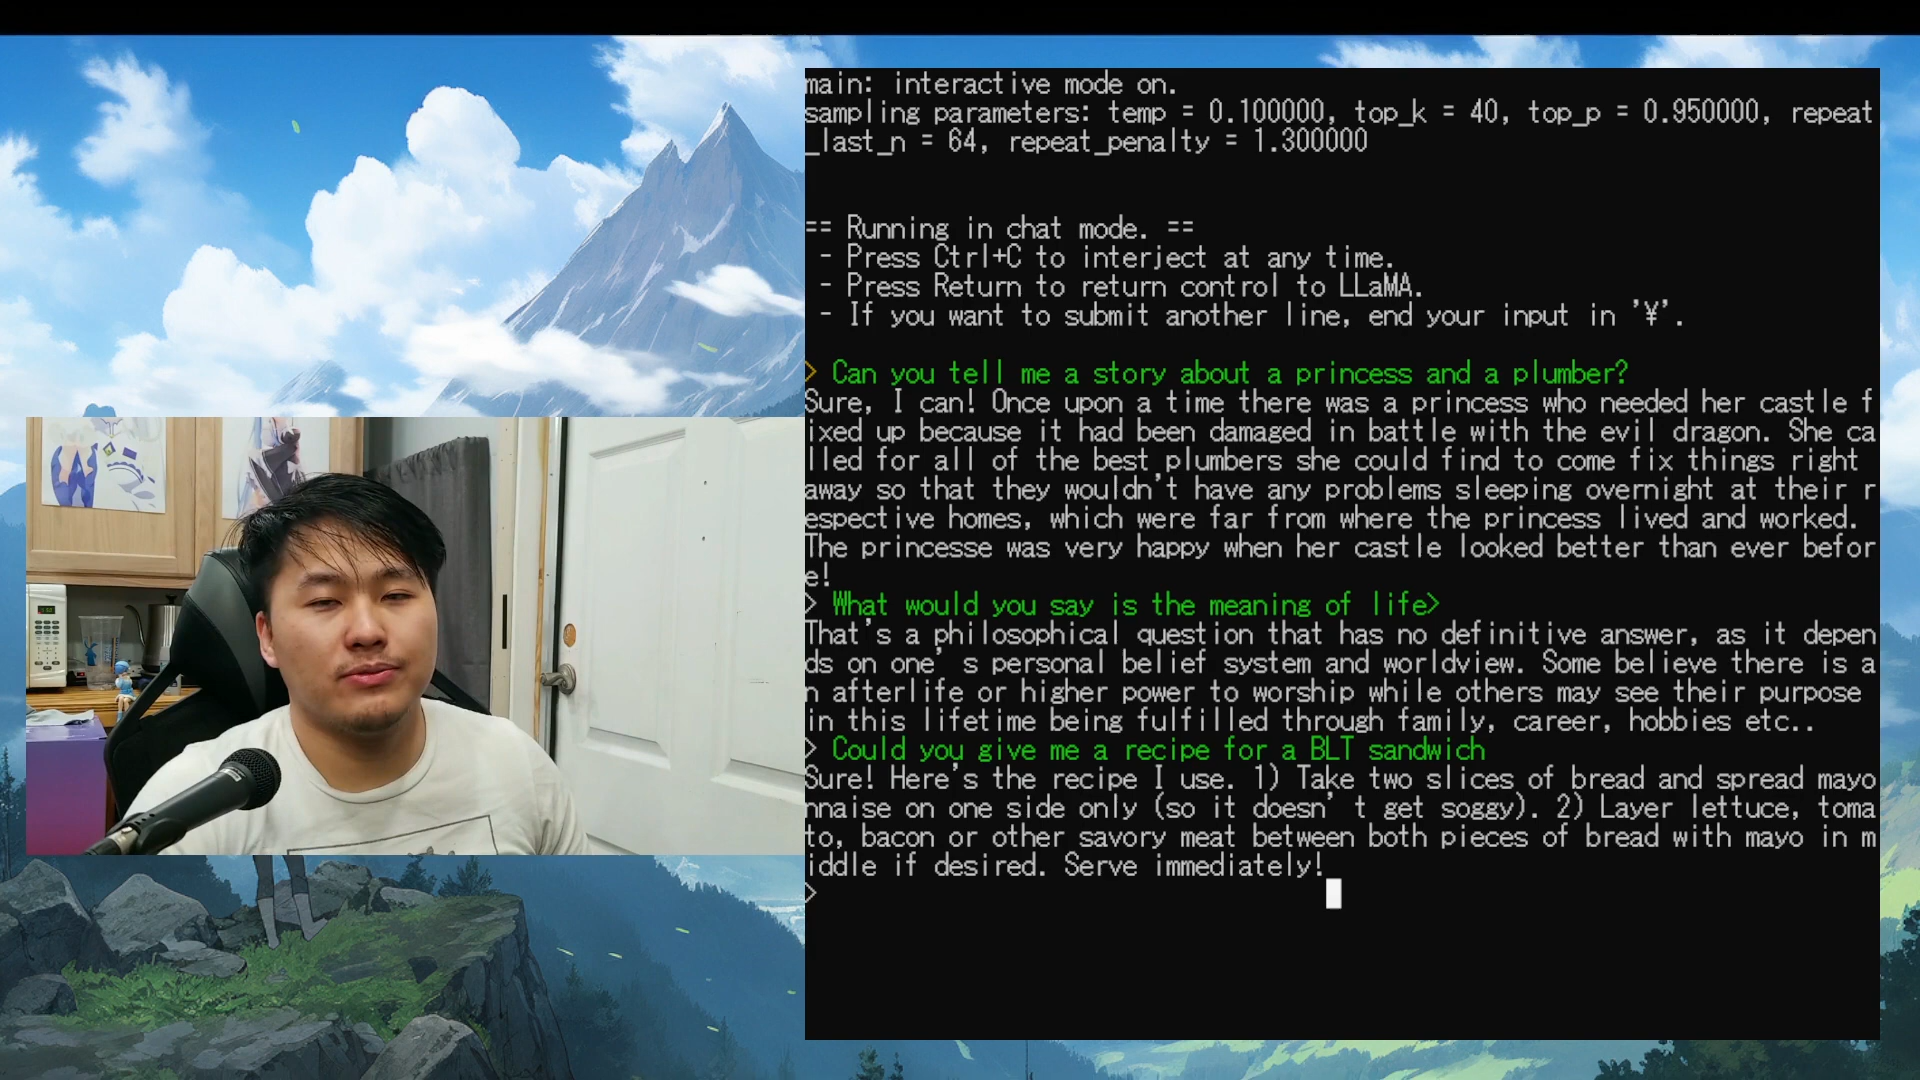 main: interactive mode on.
sampling parameters: temp = 0.100000, top_k = 40, top_p = 0.950000, repeat
_last_n = 64, repeat_penalty = 1.300000
== Running in chat mode. ==
- Press Ctrl+C to interject at any time.
- Press Return to return control to LLaMA.
- If you want to submit another line, end your input in '¥'.
> Can you tell me a story about a princess and a plumber?
Sure, I can! Once upon a time there was a princess who needed her castle f
ixed up because it had been damaged in battle with the evil dragon. She ca
lled for all of the best plumbers she could find to come fix things right
away so that they wouldn't have any problems sleeping overnight at their r
espective homes, which were far from where the princess lived and worked.
The princesse was very happy when her castle looked better than ever befor
e!
> What would you say is the meaning of life>
That's a philosophical question that has no definitive answer, as it depen
ds on one's personal belief system and worldview. Some believe there is a
n afterlife or higher power to worship while others may see their purpose
in this lifetime being fulfilled through family, career, hobbies etc..
> Could you give me a recipe for a BLT sandwich
Sure! Here's the recipe I use. 1) Take two slices of bread and spread mayo
nnaise on one side only (so it doesn't get soggy). 2) Layer lettuce, toma
to, bacon or other savory meat between both pieces of bread with mayo in m
iddle if desired. Serve immediately!
>